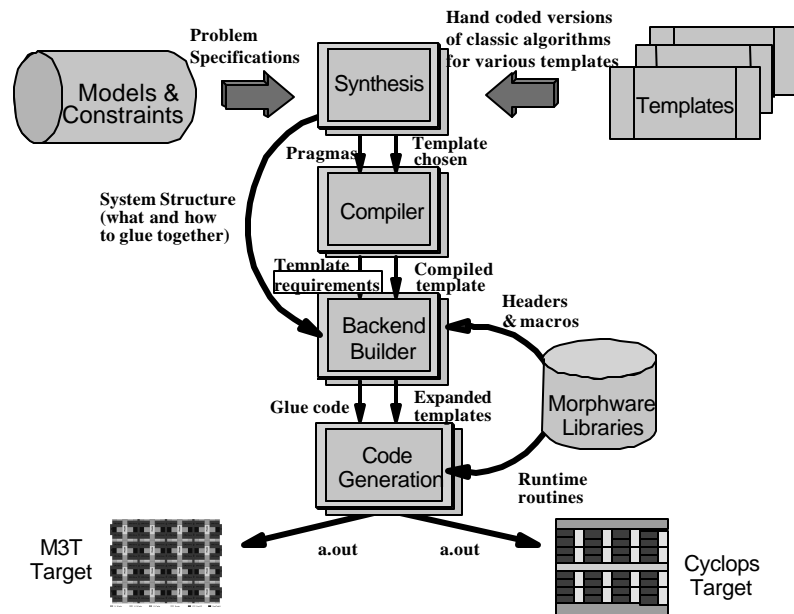 Problem
Specifications
Hand coded versions
of classic algorithms
for various templates
Models &
Constraints
Synthesis
Templates
Pragmas
Template
chosen
System Structure
(what and how
to glue together)
Compiler
Template
requirements
Compiled
template
Headers
& macros
Backend
Builder
Morphware
Libraries
Glue code
Expanded
templates
Code
Generation
Runtime
routines
M3T
Target
a.out
a.out
Cyclops
Target